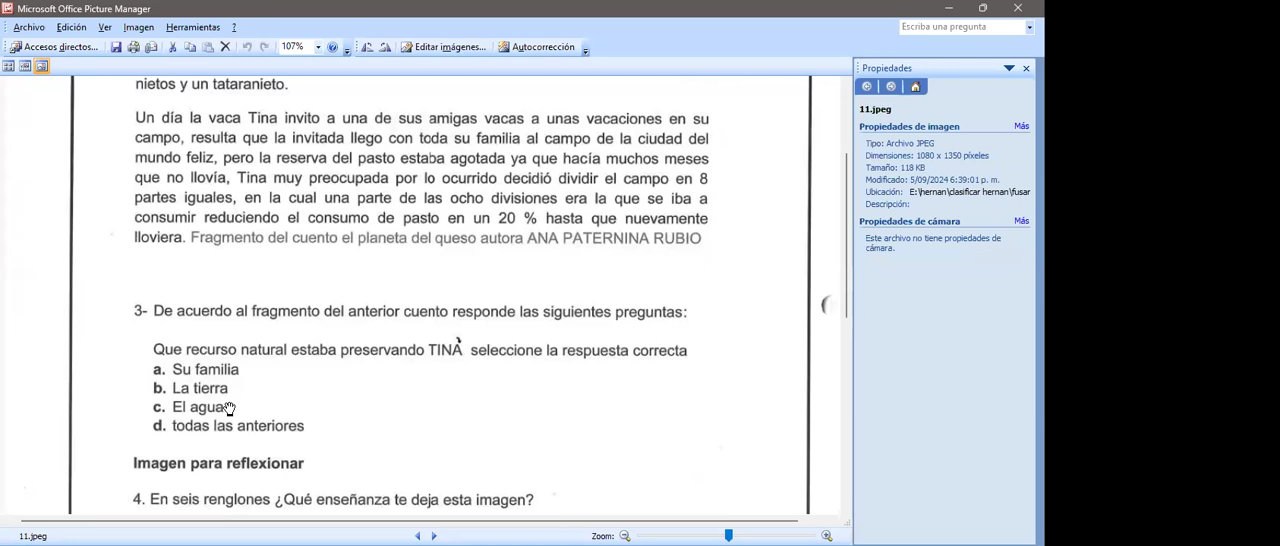 Microsoft Office Picture Manager
Archivo Edición Ver Imagen Herramientas ? Escriba una pregunta
Accesos directos... 107% Editar imágenes... Autocorrección
Propiedades
11.jpeg
Propiedades de imagen Más
Tipo: Archivo JPEG
Dimensiones: 1080 x 1350 píxeles
Tamaño: 118 KB
Modificado: 5/09/2024 6:39:01 p. m.
Ubicación: E:\hernan\clasificar hernan\fusar
Descripción:
Propiedades de cámara Más
Este archivo no tiene propiedades de
cámara.
nietos y un tataranieto.
Un día la vaca Tina invito a una de sus amigas vacas a unas vacaciones en su
campo, resulta que la invitada llego con toda su familia al campo de la ciudad del
mundo feliz, pero la reserva del pasto estaba agotada ya que hacía muchos meses
que no llovía, Tina muy preocupada por lo ocurrido decidió dividir el campo en 8
partes iguales, en la cual una parte de las ocho divisiones era la que se iba a
consumir reduciendo el consumo de pasto en un 20 % hasta que nuevamente
lloviera. Fragmento del cuento el planeta del queso autora ANA PATERNINA RUBIO
3- De acuerdo al fragmento del anterior cuento responde las siguientes preguntas:
Que recurso natural estaba preservando TINA seleccione la respuesta correcta
a. Su familia
b. La tierra
c. El agua
d. todas las anteriores
Imagen para reflexionar
4. En seis renglones ¿Qué enseñanza te deja esta imagen?
11.jpeg Zoom: